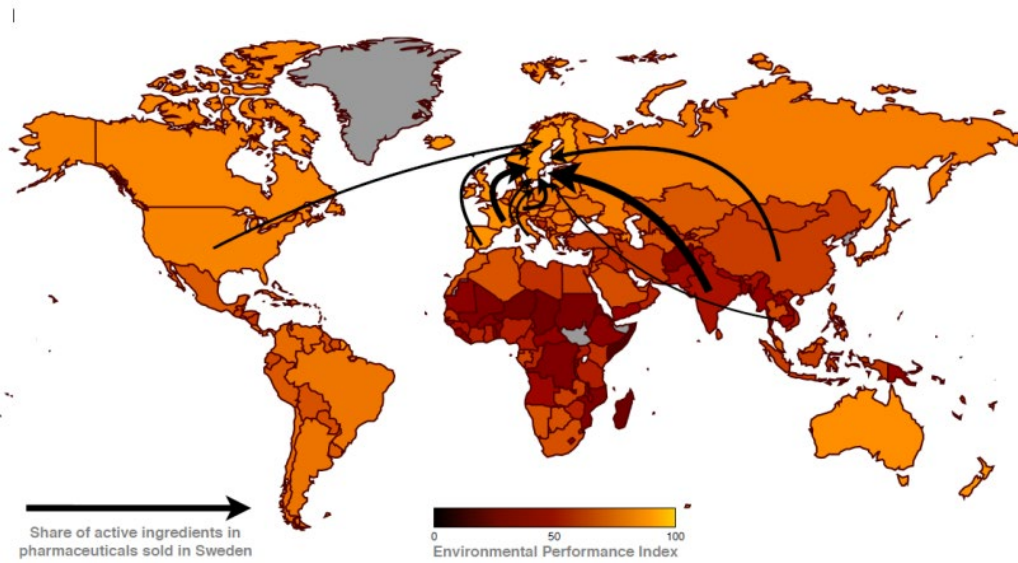 Share of active ingredients in
pharmaceuticals sold in Sweden
0 50 100
Environmental Performance Index